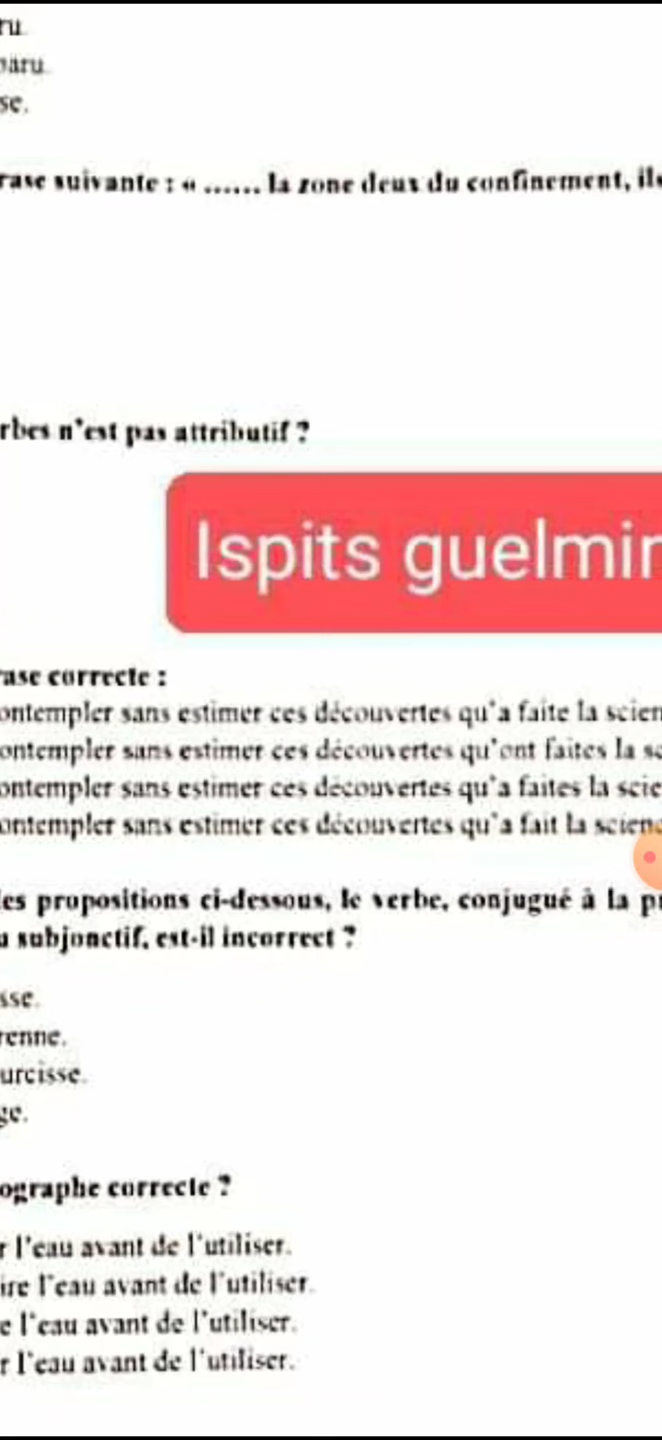 ru.
paru.
se.
rase suivante : « ...... la zone deux du confinement, ils
rbes n'est pas attributif ?
Ispits guelmin
rase correcte :
ontempler sans estimer ces découvertes qu'a faite la scien
ontempler sans estimer ces découvertes qu'ont faites la sc
ontempler sans estimer ces découvertes qu'a faites la scie
ontempler sans estimer ces découvertes qu'a fait la scienc
les propositions ci-dessous, le verbe, conjugué à la pr
u subjonctif, est-il incorrect ?
sse.
renne.
urcisse.
ge.
ographe correcte ?
r l'eau avant de l'utiliser.
ire l'eau avant de l'utiliser.
e l'eau avant de l'utiliser.
r l'eau avant de l'utiliser.